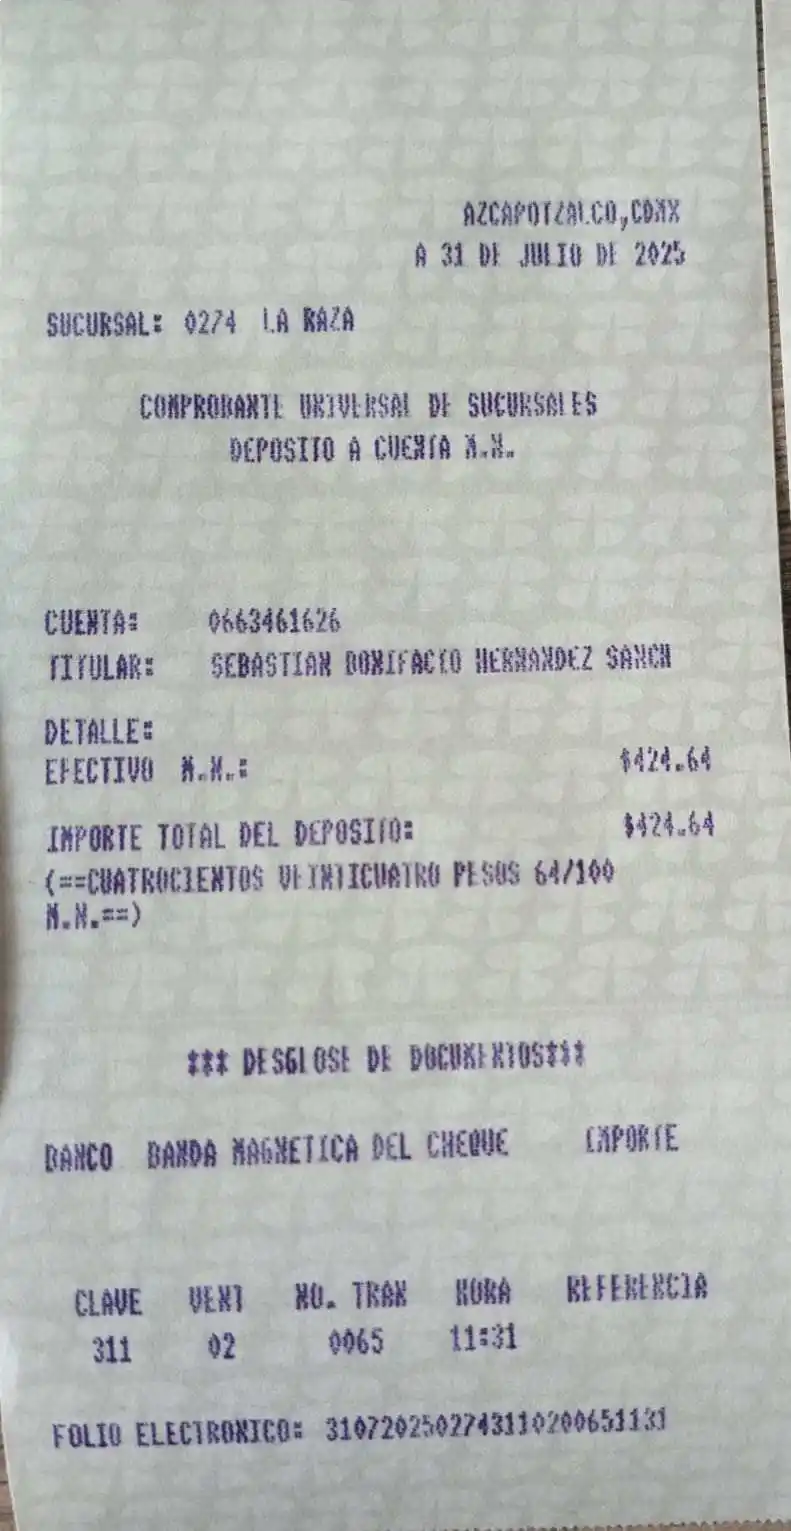 AZCAPOTZALCO,CDMX
A 31 DE JULIO DE 2025
SUCURSAL: 0274 LA RAZA
COMPROBANTE UNIVERSAL DE SUCURSALES
DEPOSITO A CUENTA M.N.
CUENTA: 0663461626
TITULAR: SEBASTIAN BONIFACIO HERNANDEZ SANCH
DETALLE:
EFECTIVO M.N.: $424.64
IMPORTE TOTAL DEL DEPOSITO: $424.64
(==CUATROCIENTOS VEINTICUATRO PESOS 64/100
M.N.==)
*** DESGLOSE DE DOCUMENTOS***
BANCO BANDA MAGNETICA DEL CHEQUE IMPORTE
CLAVE VENT NO. TRAN HORA REFERENCIA
311 02 0065 11:31
FOLIO ELECTRONICO: 3107202502743110200651131